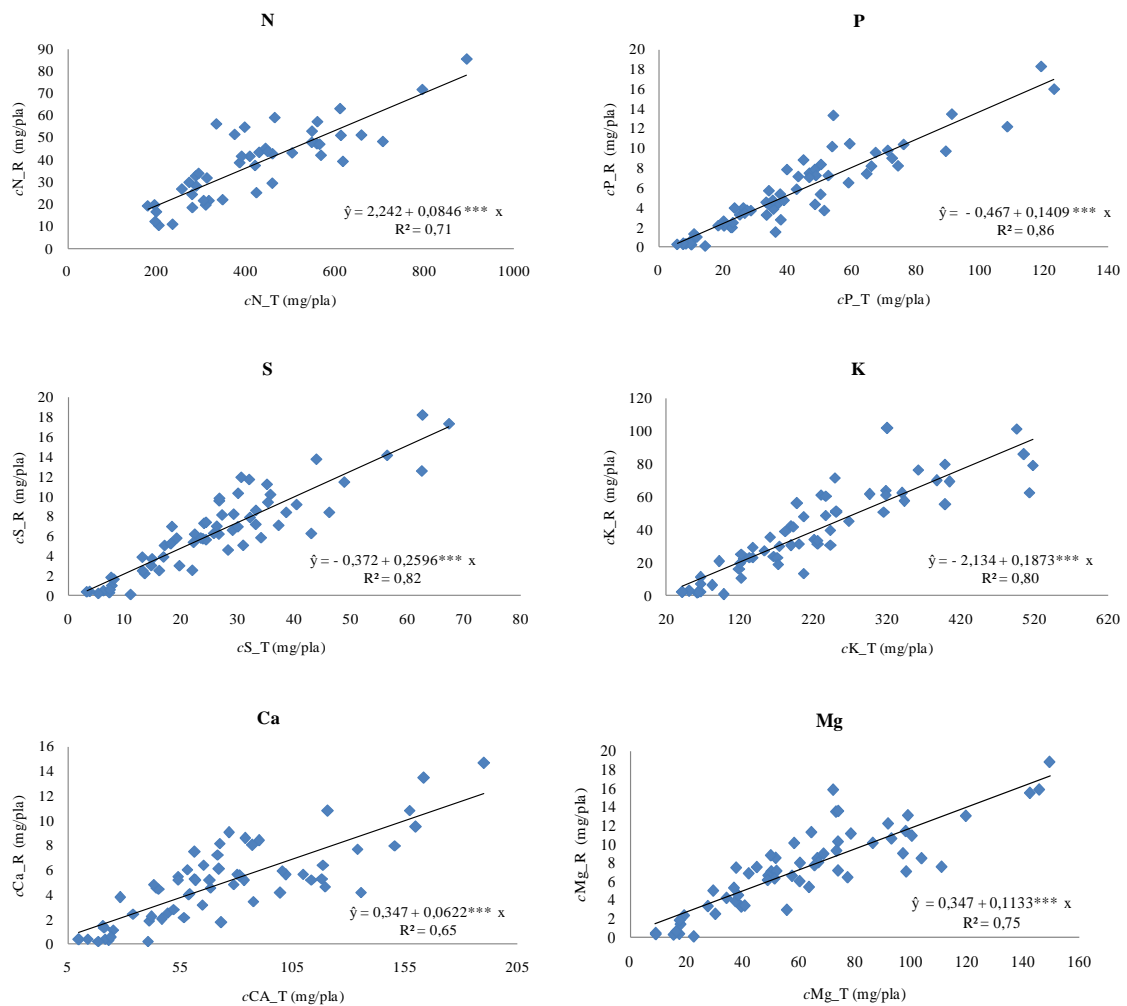 N
90
80
70
60
50
40
30
20
10
0
cN_R (mg/pla)
ŷ = 2,242 + 0,0846 *** x
R² = 0,71
0 200 400 600 800 1000
cN_T (mg/pla)
P
20
18
16
14
12
10
8
6
4
2
0
cP_R (mg/pla)
ŷ = - 0,467 + 0,1409 *** x
R² = 0,86
0 20 40 60 80 100 120 140
cP_T (mg/pla)
S
20
18
16
14
12
10
8
6
4
2
0
cS_R (mg/pla)
ŷ = - 0,372 + 0,2596 *** x
R² = 0,82
0 10 20 30 40 50 60 70 80
cS_T (mg/pla)
K
120
100
80
60
40
20
0
cK_R (mg/pla)
ŷ = - 2,134 + 0,1873 *** x
R² = 0,80
20 120 220 320 420 520 620
cK_T (mg/pla)
Ca
16
14
12
10
8
6
4
2
0
cCa_R (mg/pla)
ŷ = 0,347 + 0,0622 *** x
R² = 0,65
5 55 105 155 205
cCA_T (mg/pla)
Mg
20
18
16
14
12
10
8
6
4
2
0
cMg_R (mg/pla)
ŷ = 0,347 + 0,1133 *** x
R² = 0,75
0 20 40 60 80 100 120 140 160
cMg_T (mg/pla)